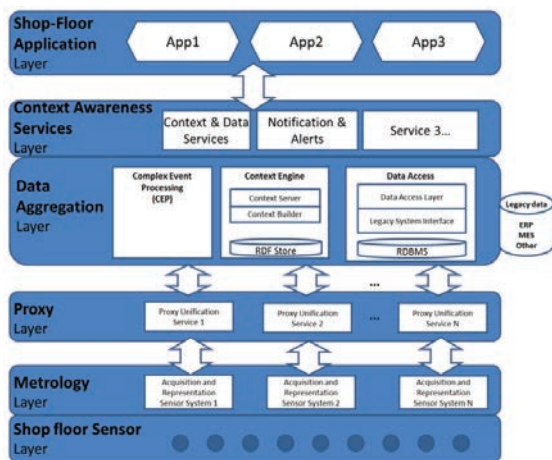 Shop-Floor
Application
Layer
App1
App2
App3
Context Awareness
Services
Layer
Context & Data
Services
Notification &
Alerts
Service 3...
Data
Aggregation
Layer
Complex Event
Processing
(CEP)
Context Engine
Context Server
Context Builder
RDF Store
Data Access
Data Access Layer
Legacy System Interface
RDBMS
Legacy data
ERP
MES
Other
...
Proxy
Layer
Proxy Unification
Service 1
Proxy Unification
Service 2
...
Proxy Unification
Service N
Metrology
Layer
Acquisition and
Representation
Sensor System 1
Acquisition and
Representation
Sensor System 2
Acquisition and
Representation
Sensor System N
Shop floor Sensor
Layer